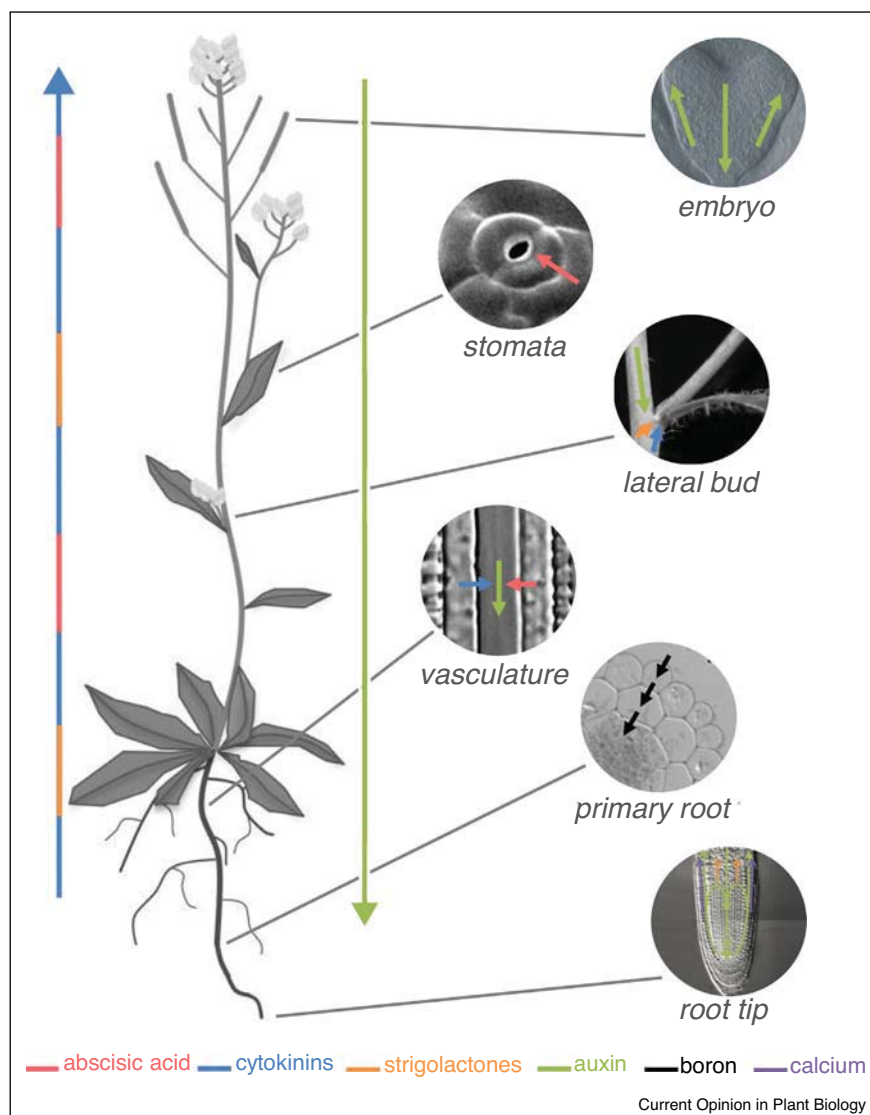 embryo
stomata
lateral bud
vasculature
primary root
root tip
abscisic acid cytokinins strigolactones auxin boron calcium
Current Opinion in Plant Biology